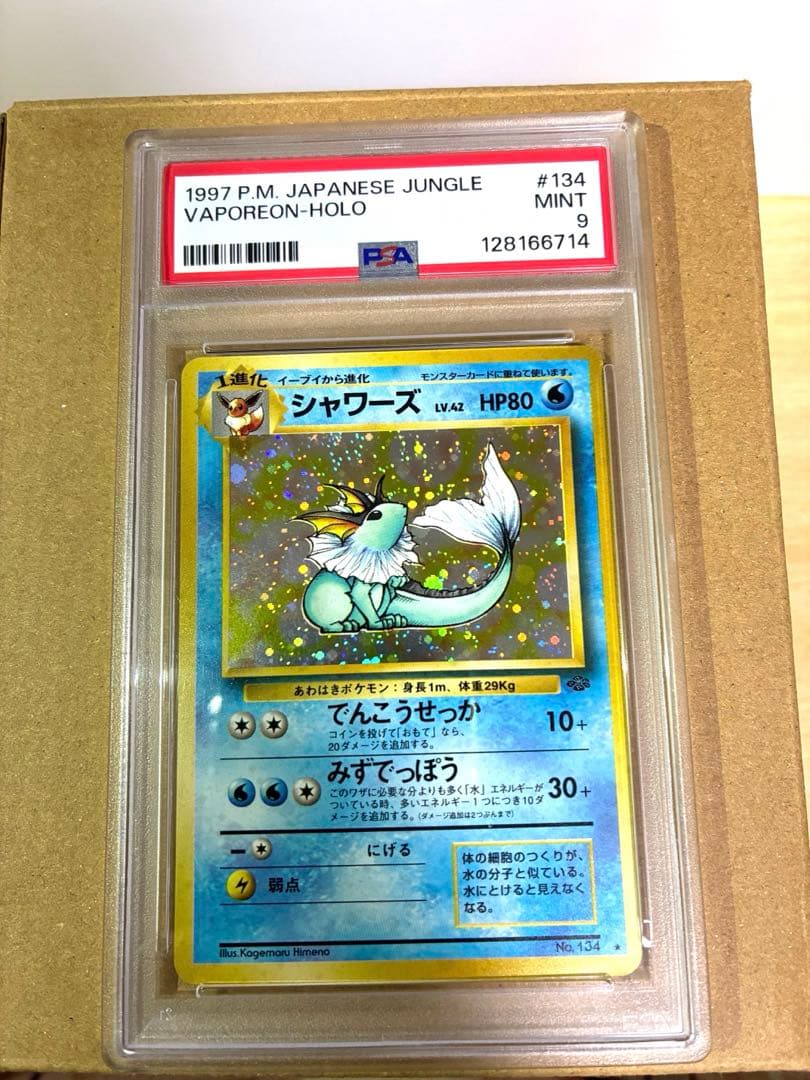 1997 P.M. JAPANESE JUNGLE #134
VAPOREON-HOLO MINT
9
128166714
PSA
1進化 イーブイから進化 モンスターカードに重ねて使います。
シャワーズ LV.42 HP80
あわはきポケモン：身長1m、体重29Kg
でんこうせっか 10+
コインを投げて「おもて」なら、
20ダメージを追加する。
みずでっぽう 30+
このワザに必要な分よりも多く「水」エネルギーが
ついている時、多いエネルギー1つにつき10ダ
メージを追加する。(ダメージ追加は2つぶんまで)
にげる
弱点
体の細胞のつくりが、
水の分子と似ている。
水にとけると見えなく
なる。
Illus. Kagemaru Himeno No. 134 ★